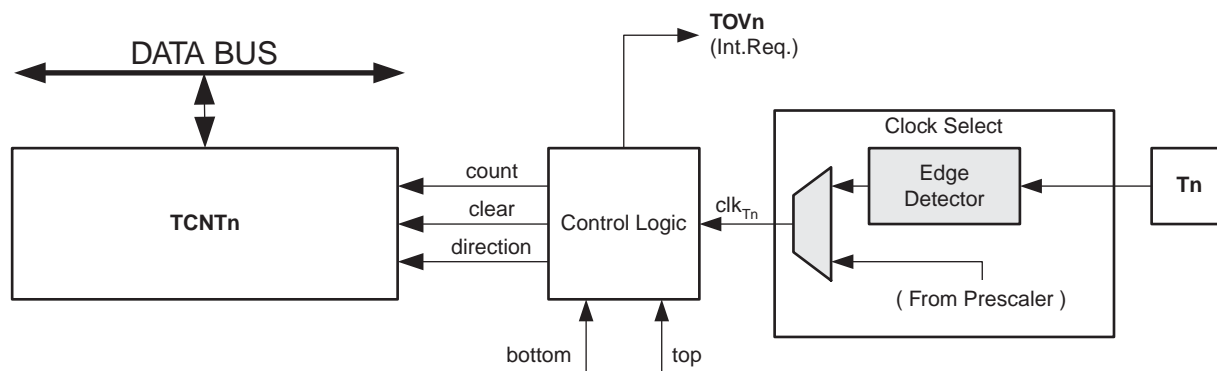 TOVn
(Int.Req.)
DATA BUS
Clock Select
count
Edge
Detector
Tn
TCNTn
clear
Control Logic
clkTn
direction
( From Prescaler )
bottom
top